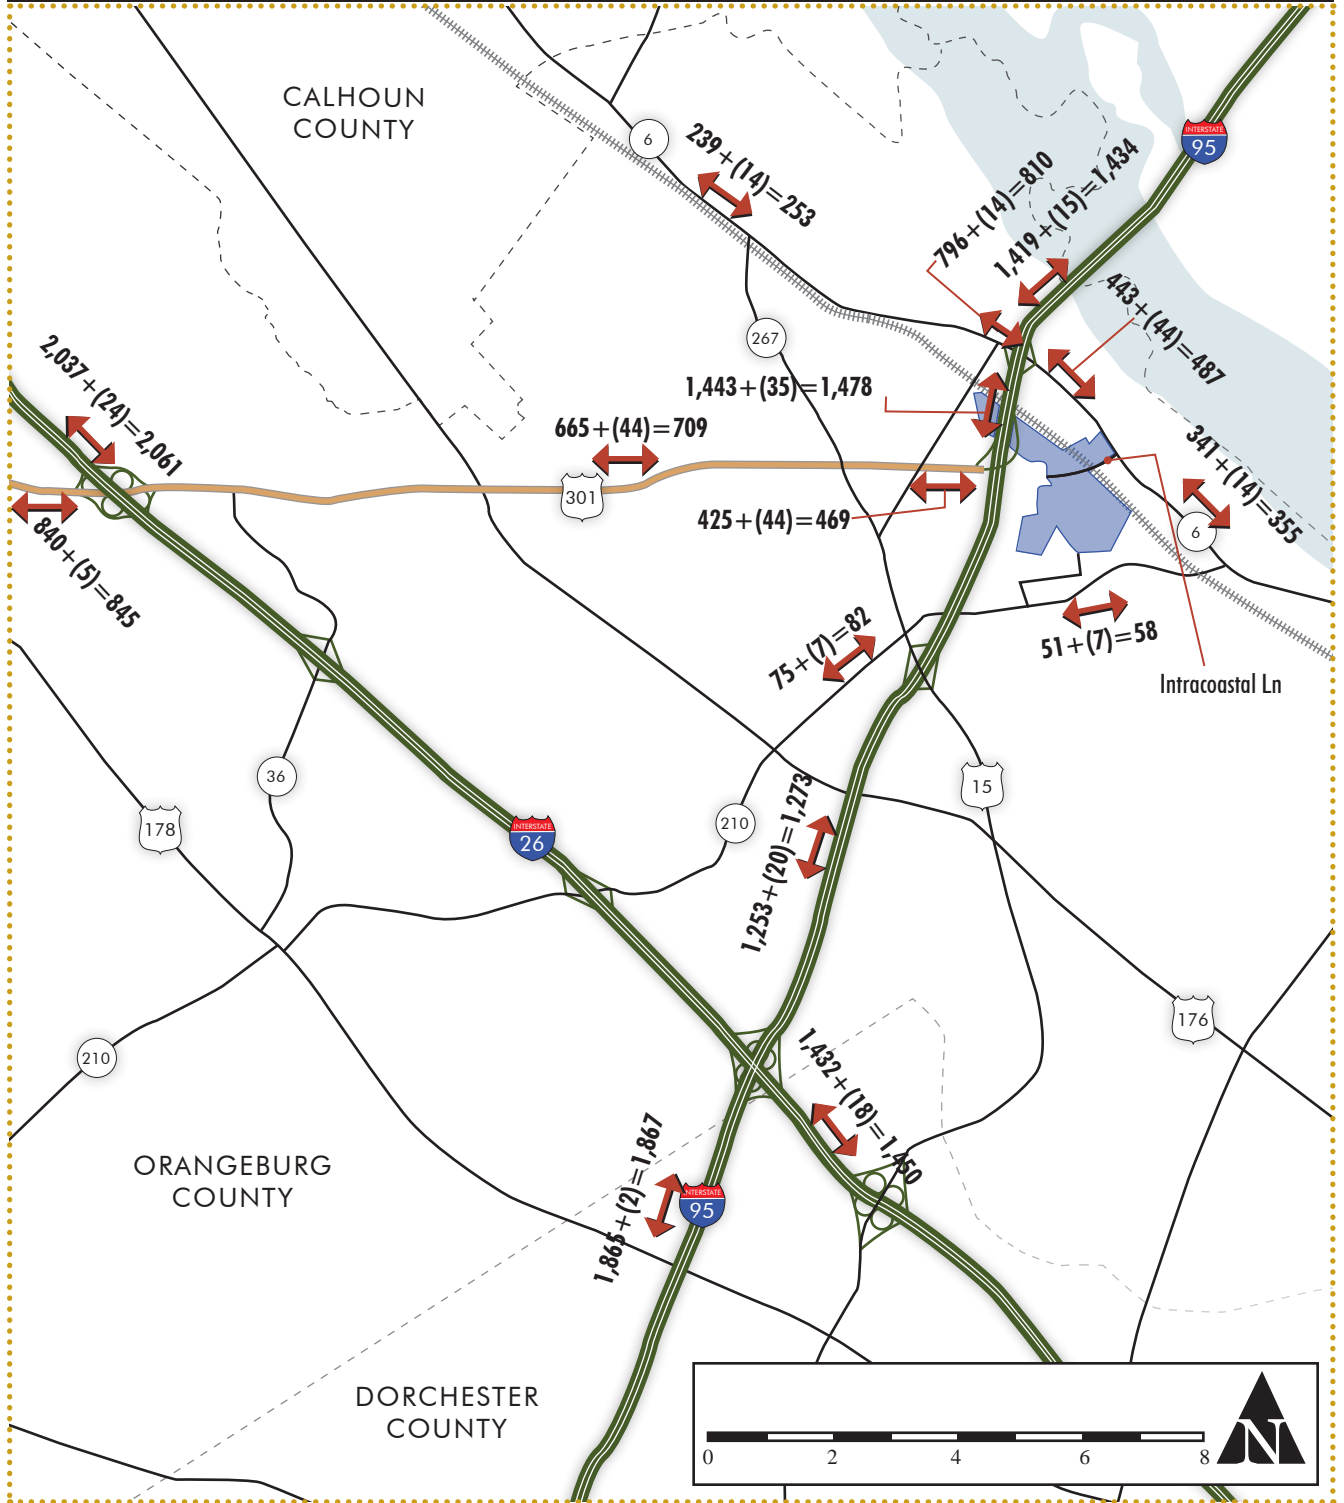 CALHOUN
COUNTY
6
239+(14)=253
INTERSTATE
95
796+(14)=810
1,419+(15)=1,434
443+(44)=487
267
2,037+(24)=2,061
1,443+(35)=1,478
665+(44)=709
301
425+(44)=469
341+(14)=355
6
840+(5)=845
75+(7)=82
51+(7)=58
Intracoastal Ln
36
15
178
INTERSTATE
26
210
1,253+(20)=1,273
176
210
1,432+(18)=1,450
ORANGEBURG
COUNTY
1,865+(2)=1,867
INTERSTATE
95
DORCHESTER
COUNTY
0 2 4 6 8
N